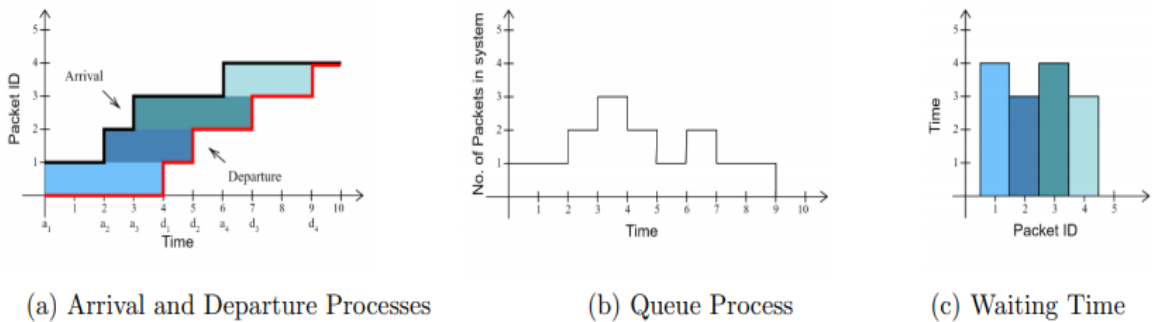 Packet ID
5
4
3
2
1
Arrival
Departure
1 2 3 4 5 6 7 8 9 10
a₁ a₂ a₃ d₁ d₂ a₄ d₃ d₄
Time
No. of Packets in system
5
4
3
2
1
1 2 3 4 5 6 7 8 9 10
Time
Time
5
4
3
2
1
1 2 3 4 5
Packet ID
(a) Arrival and Departure Processes
(b) Queue Process
(c) Waiting Time